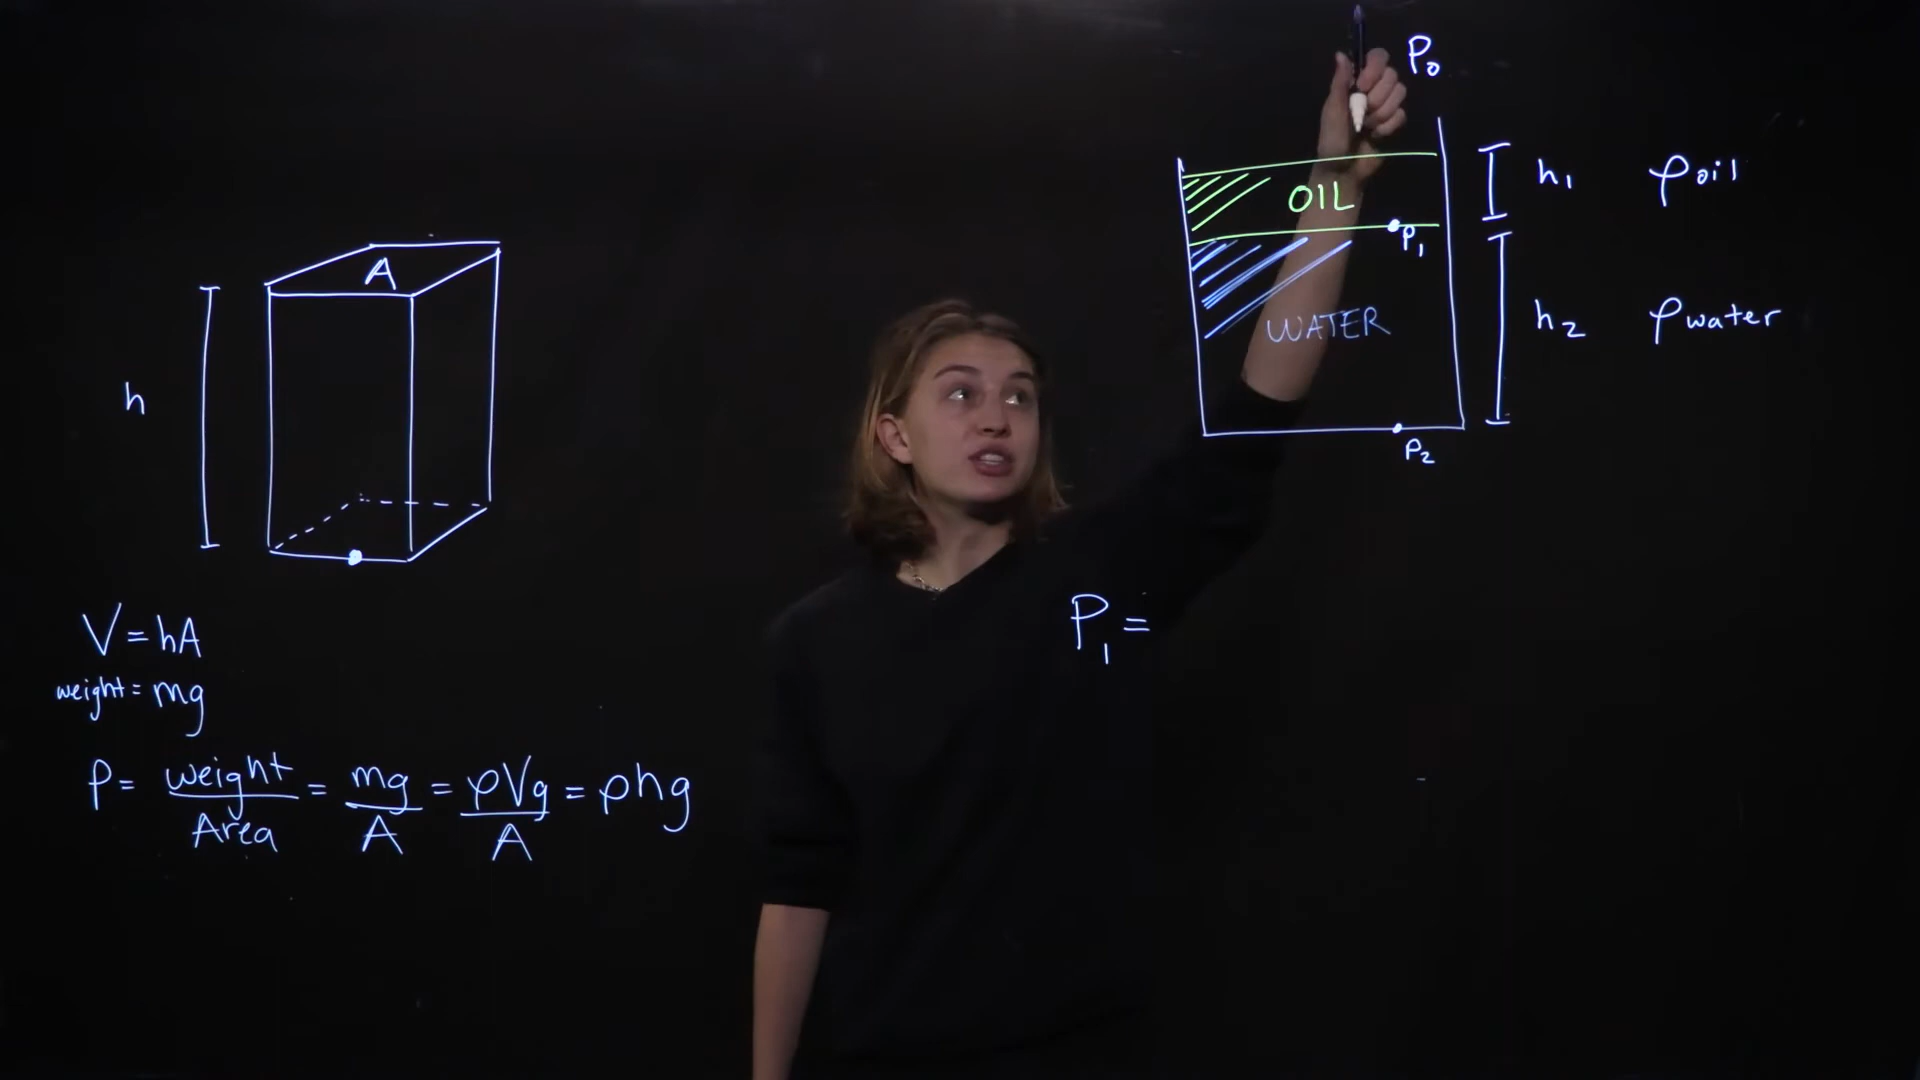 A
h
V = hA
weight = mg
P = weight/Area = mg/A = ρVg/A = ρhg
P₀
OIL
h₁ ρoil
P₁
WATER
h₂ ρwater
P₂
P₁ =